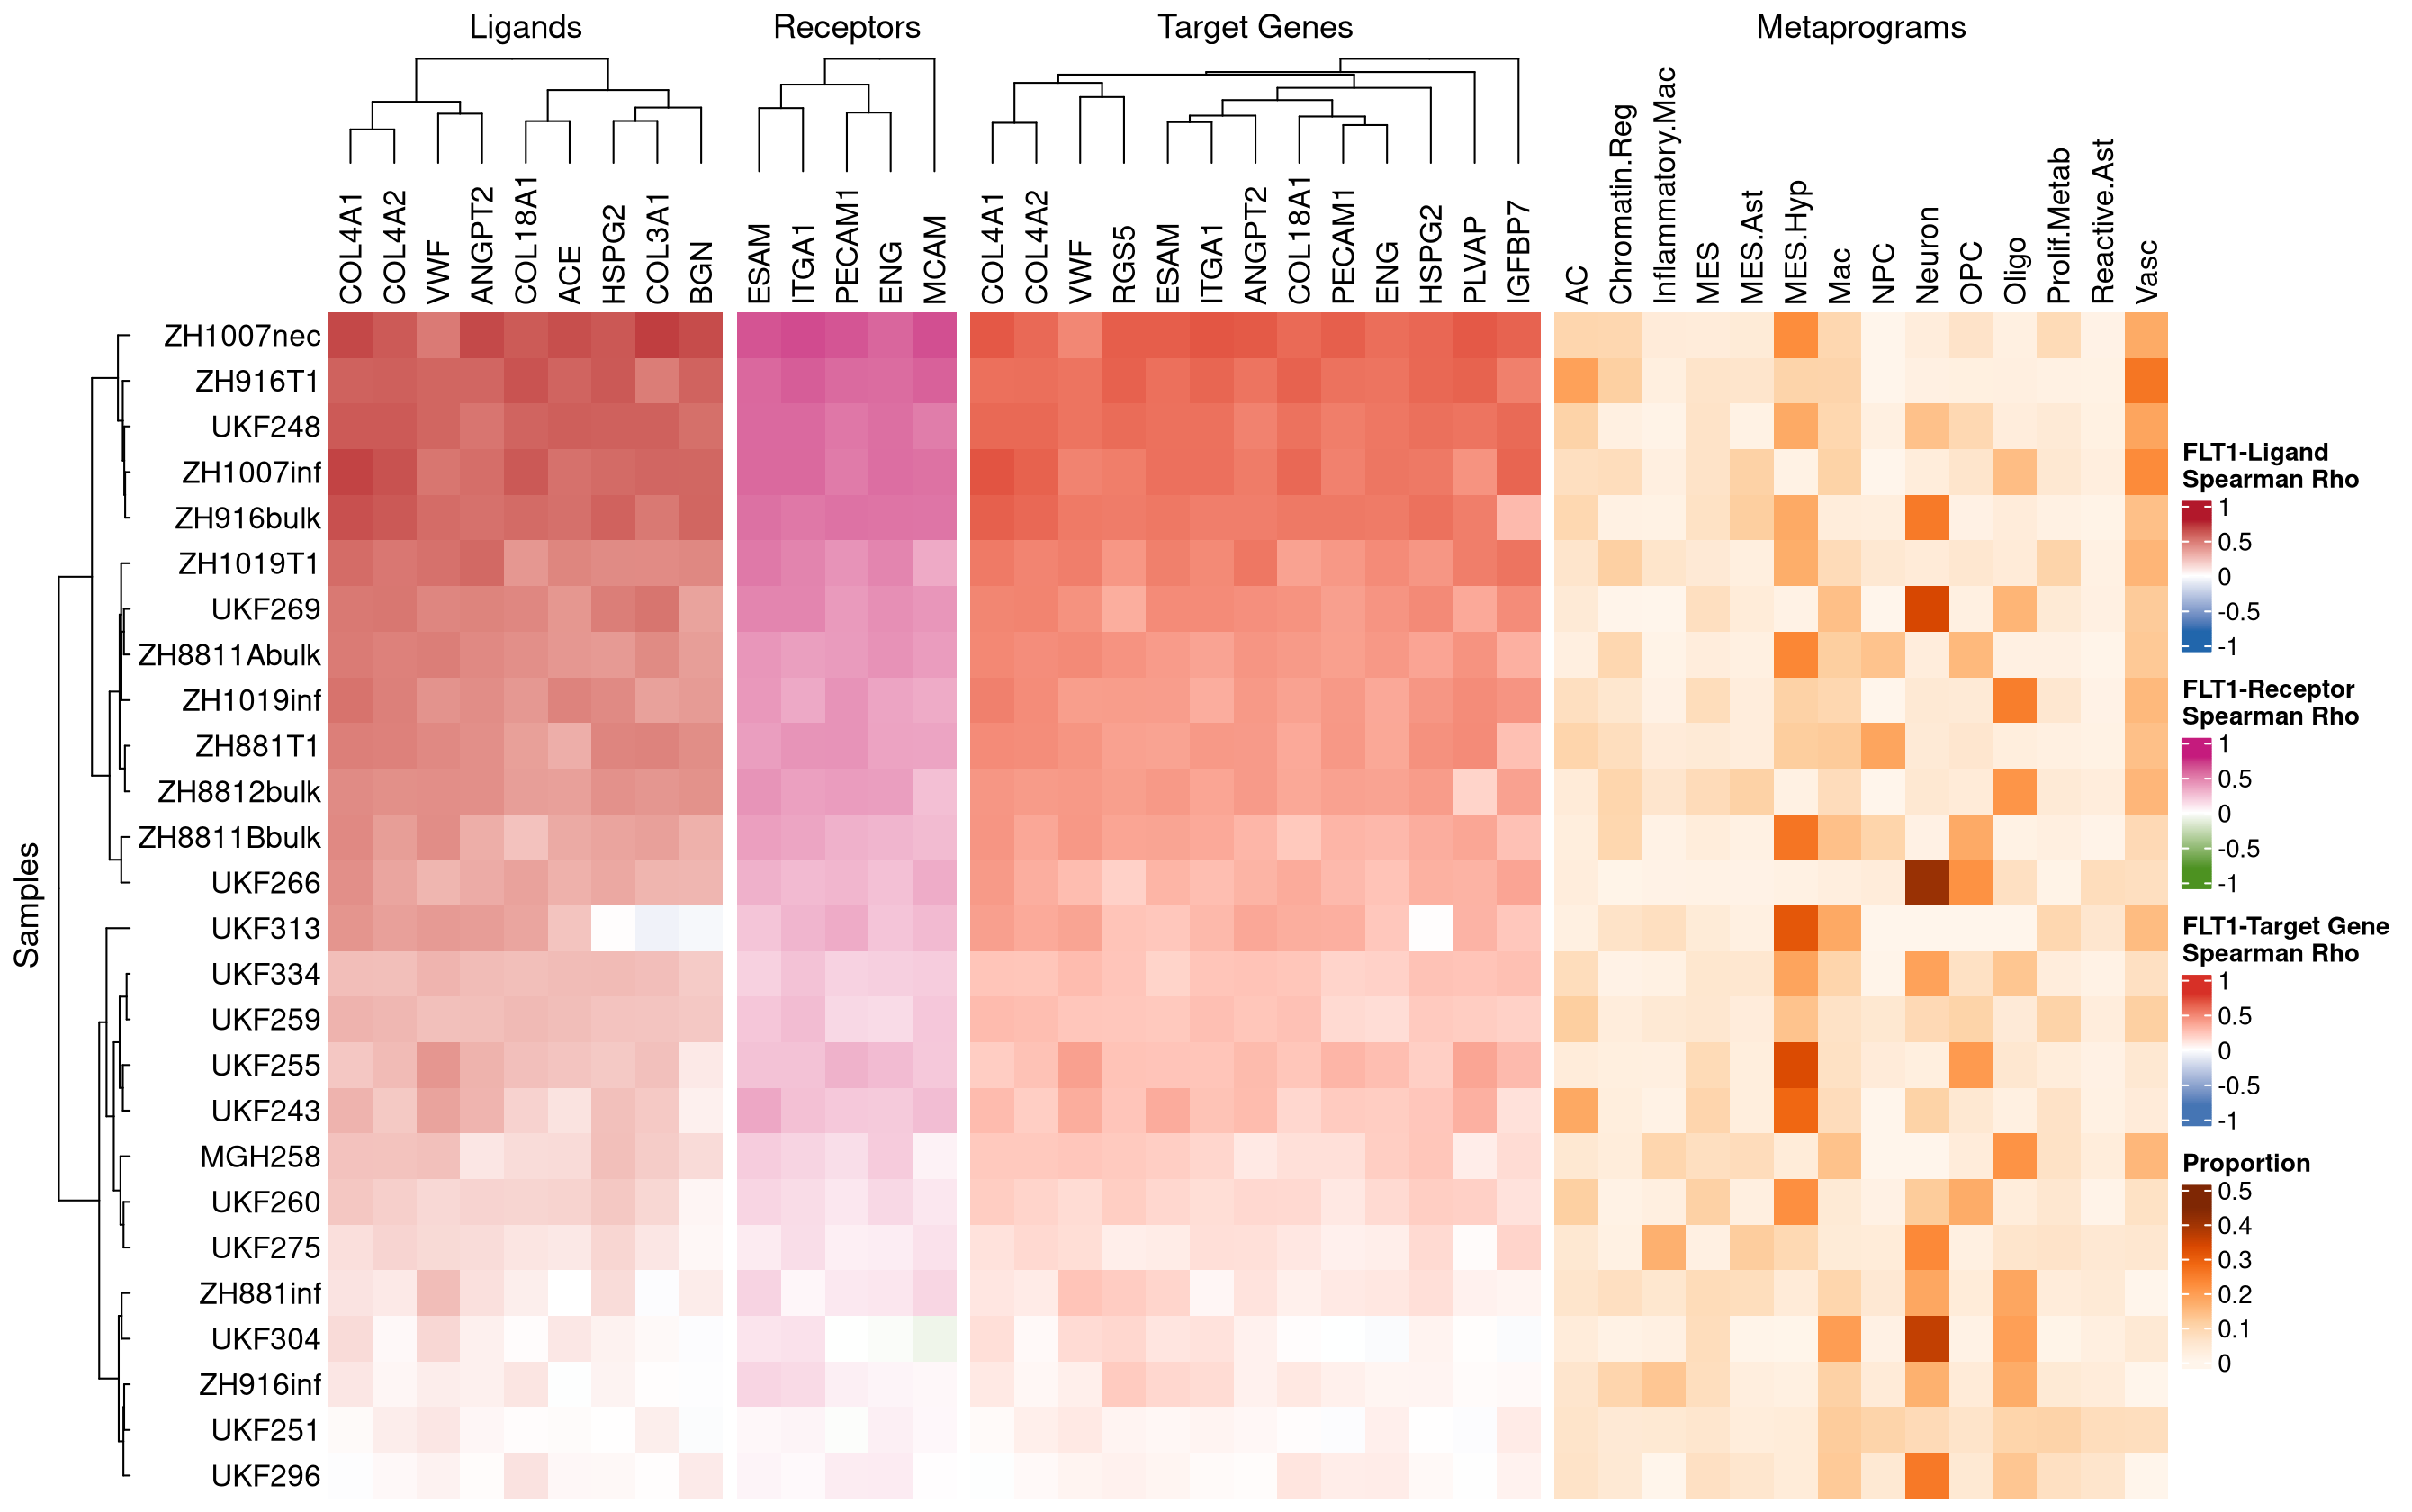 Ligands
Receptors
Target Genes
Metaprograms
COL4A1
COL4A2
VWF
ANGPT2
COL18A1
ACE
HSPG2
COL3A1
BGN
ESAM
ITGA1
PECAM1
ENG
MCAM
COL4A1
COL4A2
VWF
RGS5
ESAM
ITGA1
ANGPT2
COL18A1
PECAM1
ENG
HSPG2
PLVAP
IGFBP7
AC
Chromatin.Reg
Inflammatory.Mac
MES
MES.Ast
MES.Hyp
Mac
NPC
Neuron
OPC
Oligo
Prolif.Metab
Reactive.Ast
Vasc
Samples
ZH1007nec
ZH916T1
UKF248
ZH1007inf
ZH916bulk
ZH1019T1
UKF269
ZH8811Abulk
ZH1019inf
ZH881T1
ZH8812bulk
ZH8811Bbulk
UKF266
UKF313
UKF334
UKF259
UKF255
UKF243
MGH258
UKF260
UKF275
ZH881inf
UKF304
ZH916inf
UKF251
UKF296
FLT1-Ligand
Spearman Rho
1
0.5
0
-0.5
-1
FLT1-Receptor
Spearman Rho
1
0.5
0
-0.5
-1
FLT1-Target Gene
Spearman Rho
1
0.5
0
-0.5
-1
Proportion
0.5
0.4
0.3
0.2
0.1
0